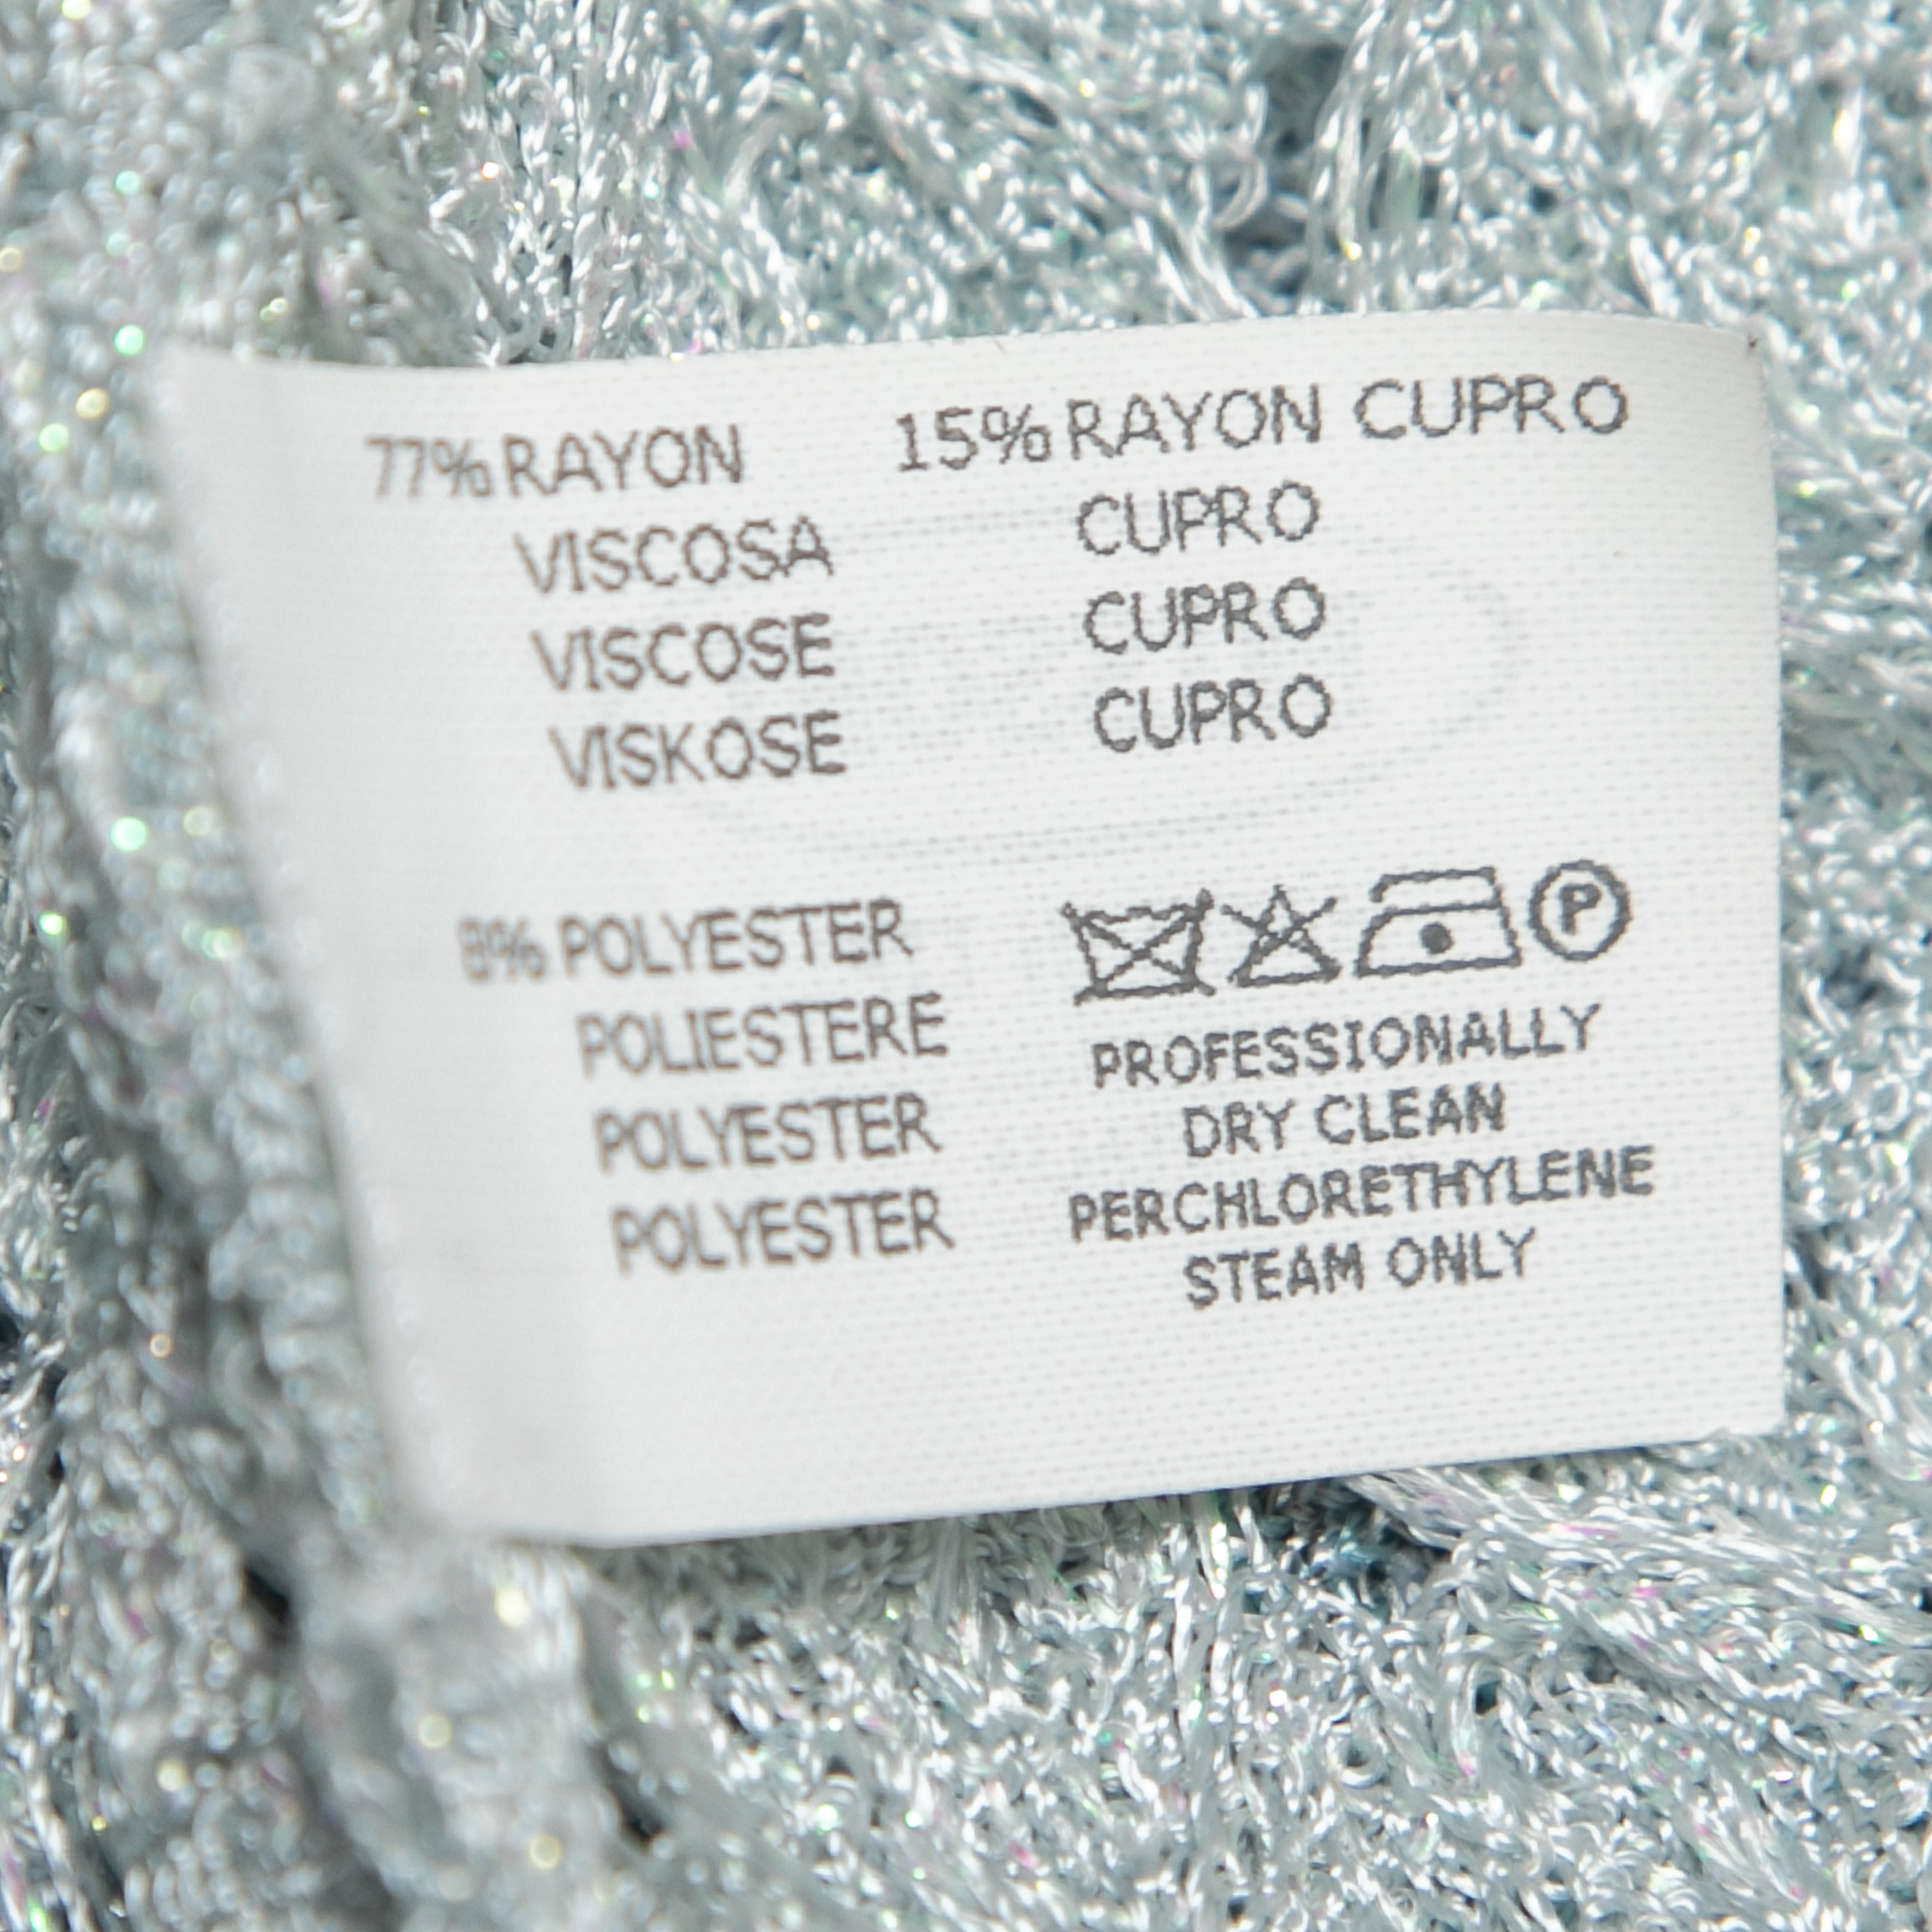 77% RAYON
VISCOSA
VISCOSE
VISKOSE
15% RAYON CUPRO
CUPRO
CUPRO
CUPRO
8% POLYESTER
POLIESTERE
POLYESTER
POLYESTER
P
PROFESSIONALLY
DRY CLEAN
PERCHLORETHYLENE
STEAM ONLY